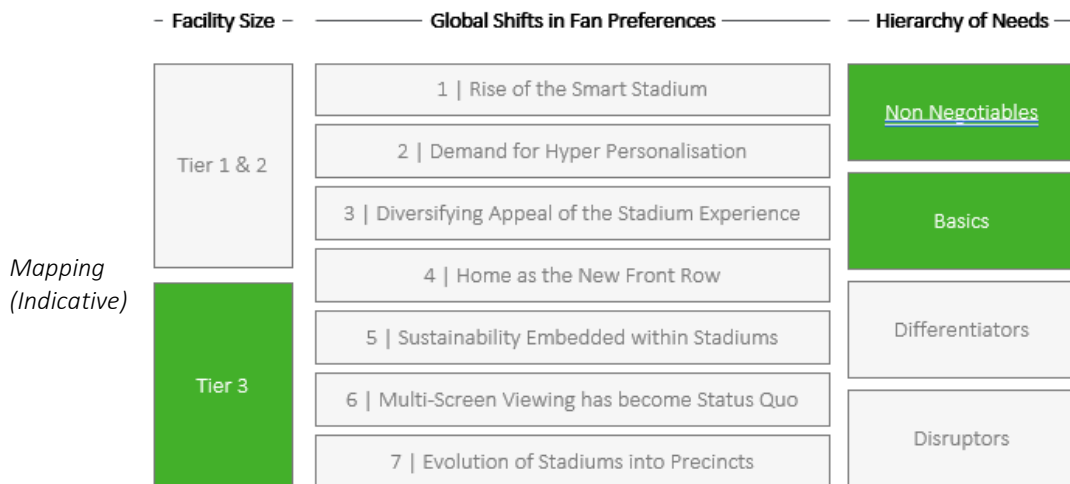 Facility Size
Global Shifts in Fan Preferences
Hierarchy of Needs
Mapping
(Indicative)
Tier 1 & 2
Tier 3
1 | Rise of the Smart Stadium
2 | Demand for Hyper Personalisation
3 | Diversifying Appeal of the Stadium Experience
4 | Home as the New Front Row
5 | Sustainability Embedded within Stadiums
6 | Multi-Screen Viewing has become Status Quo
7 | Evolution of Stadiums into Precincts
Non Negotiables
Basics
Differentiators
Disruptors